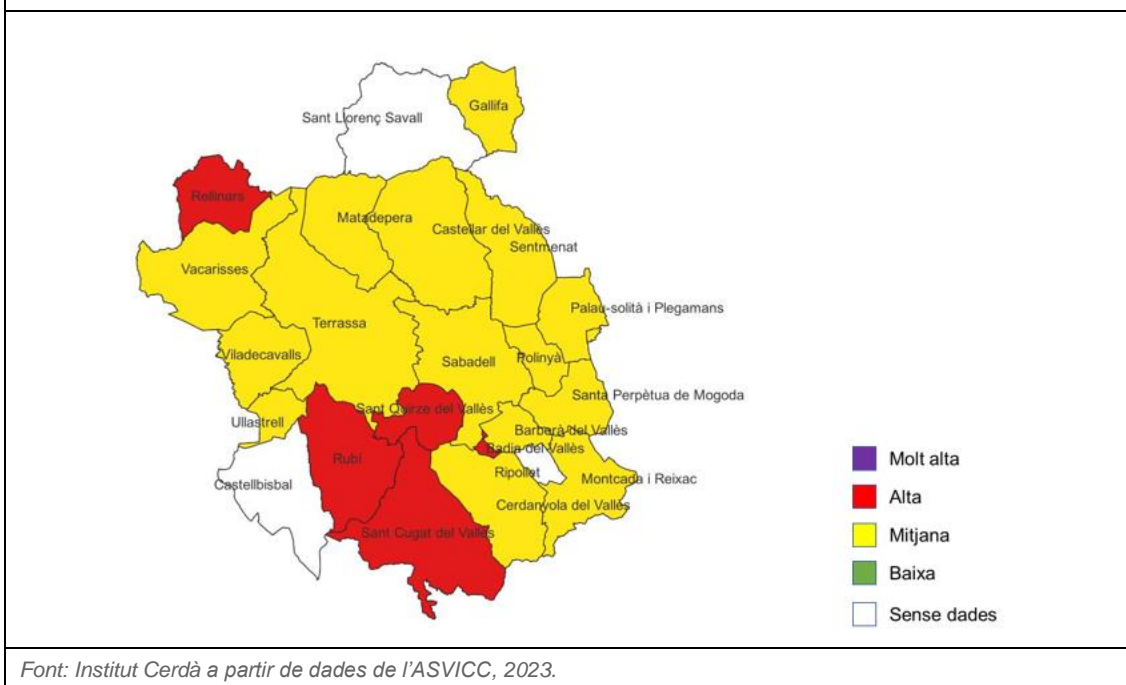 Gallifa
Sant Llorenç Savall
Rellinars
Matadepera
Castellar del Vallès
Sentmenat
Vacarisses
Palau-solità i Plegamans
Terrassa
Viladecavalls
Sabadell
Polinyà
Santa Perpètua de Mogoda
Sant Quirze del Vallès
Ullastrell
Barberà del Vallès
Badia del Vallès
Rubí
Ripollet
Montcada i Reixac
Castellbisbal
Cerdanyola del Vallès
Sant Cugat del Vallès
Molt alta
Alta
Mitjana
Baixa
Sense dades
Font: Institut Cerdà a partir de dades de l’ASVICC, 2023.